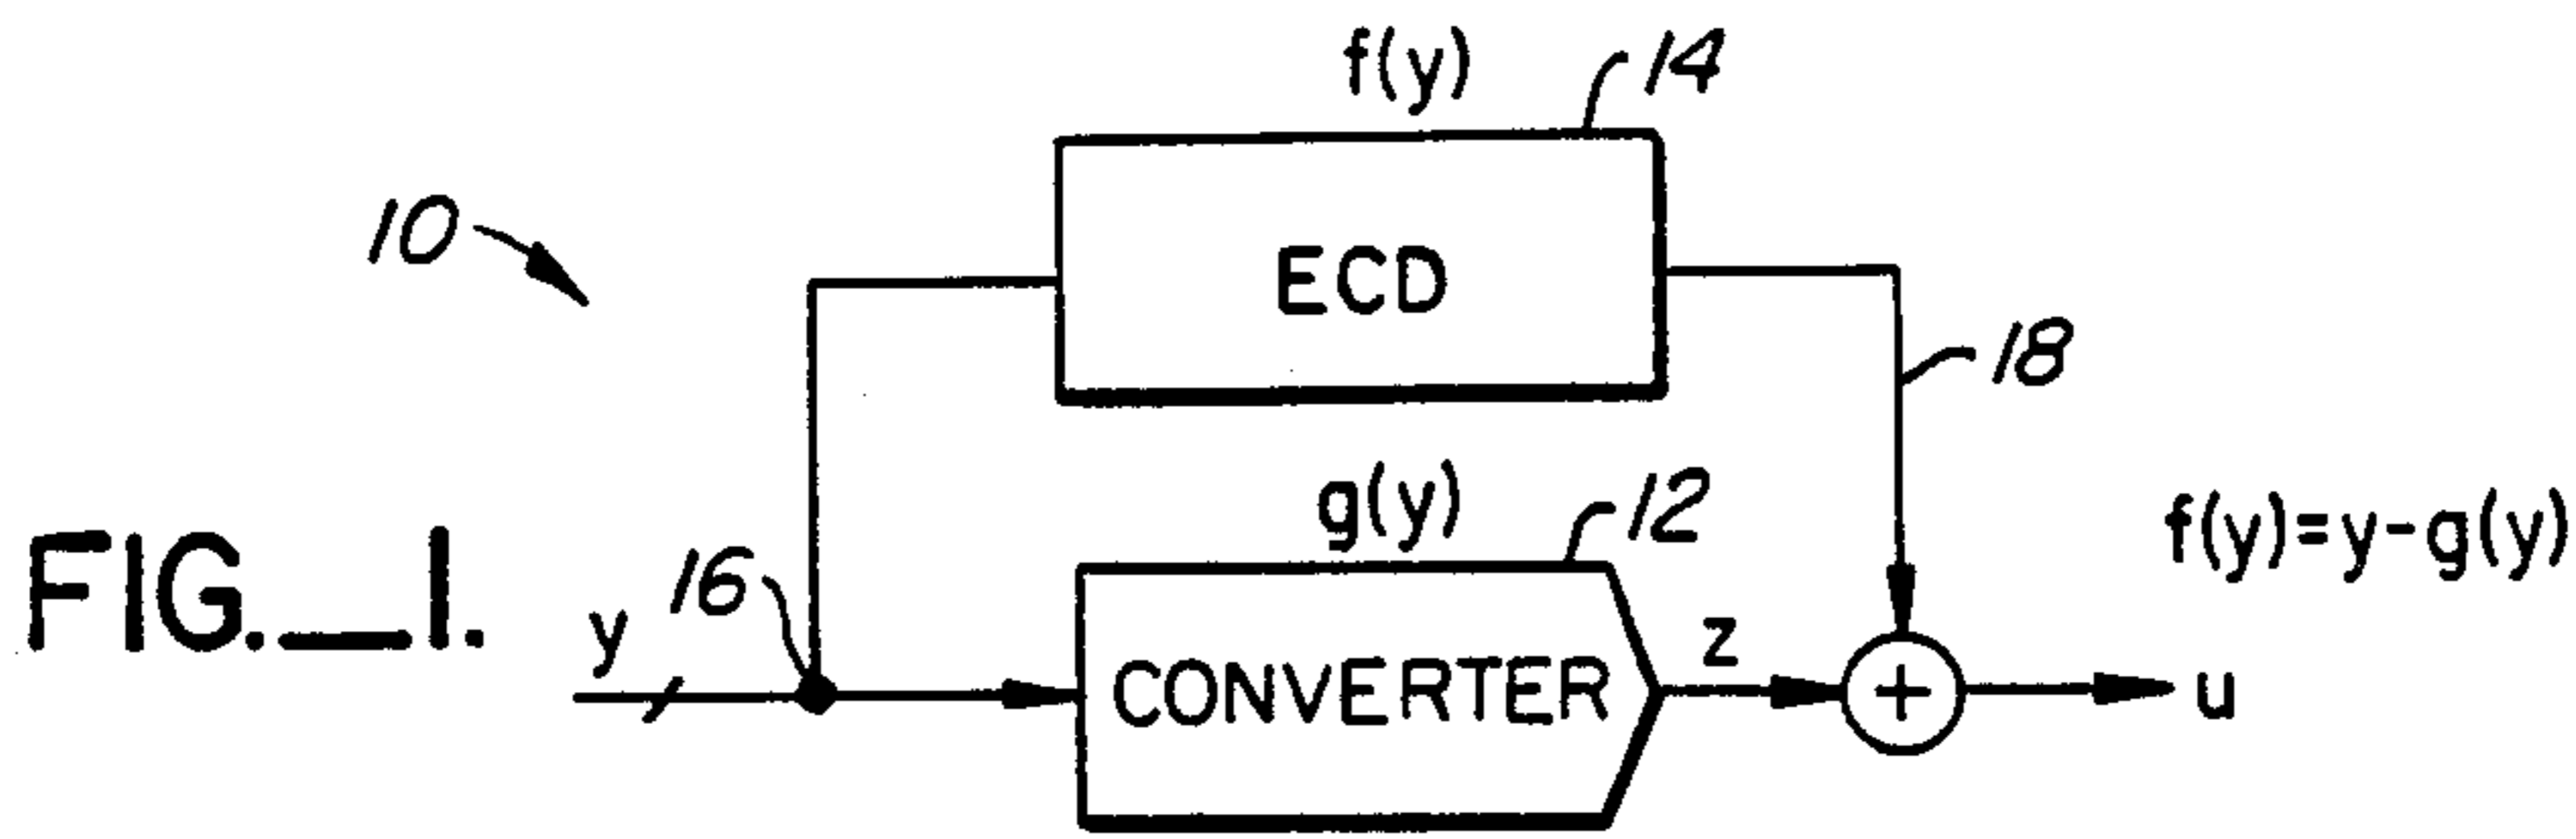 f(y)
14
10
ECD
18
g(y)
12
f(y)=y-g(y)
16
FIG._1.
y
z
CONVERTER
+
u